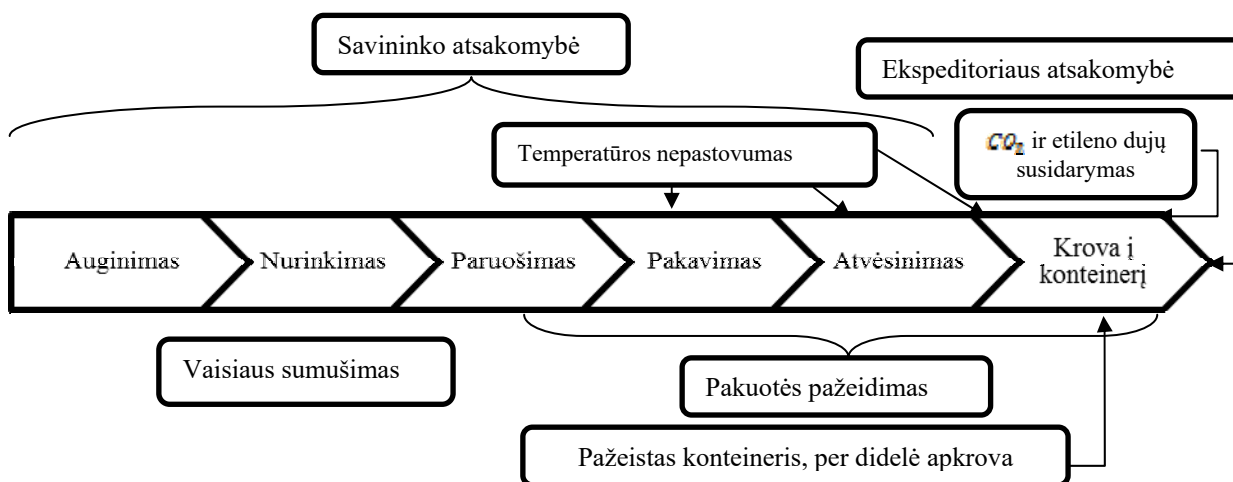 Savininko atsakomybė
Ekspeditoriaus atsakomybė
Temperatūros nepastovumas
CO₂ ir etileno dujų
susidarymas
Auginimas
Nurinkimas
Paruošimas
Pakavimas
Atvėsinimas
Krova į
konteinerį
Vaisiaus sumušimas
Pakuotės pažeidimas
Pažeistas konteineris, per didelė apkrova